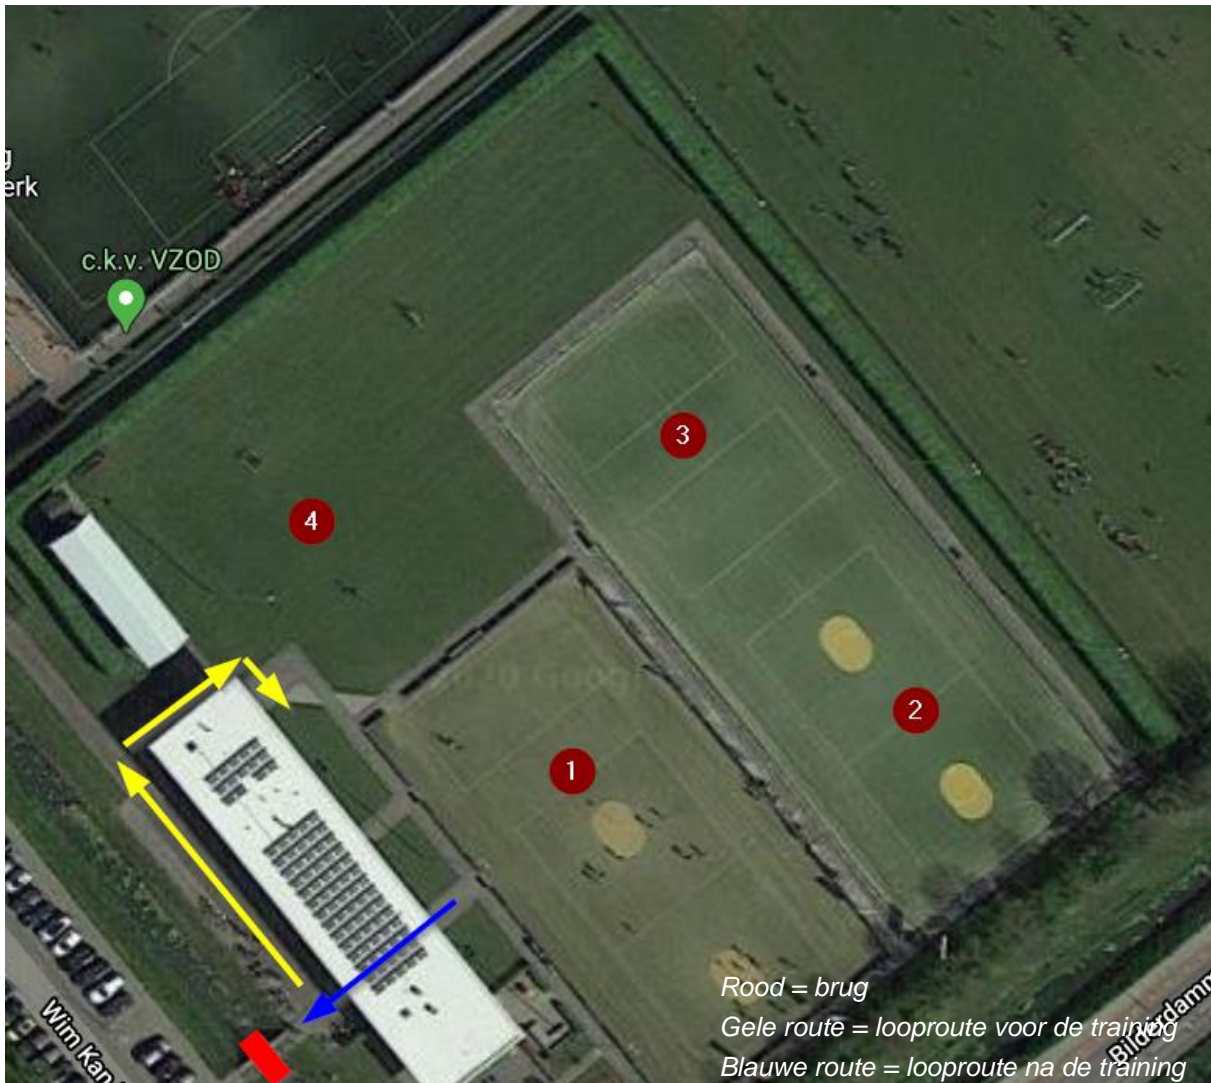 erk
c.k.v. VZOD
3
4
2
1
Rood = brug
Gele route = looproute voor de training
Blauwe route = looproute na de training
Wim Kan
Bilderdamm